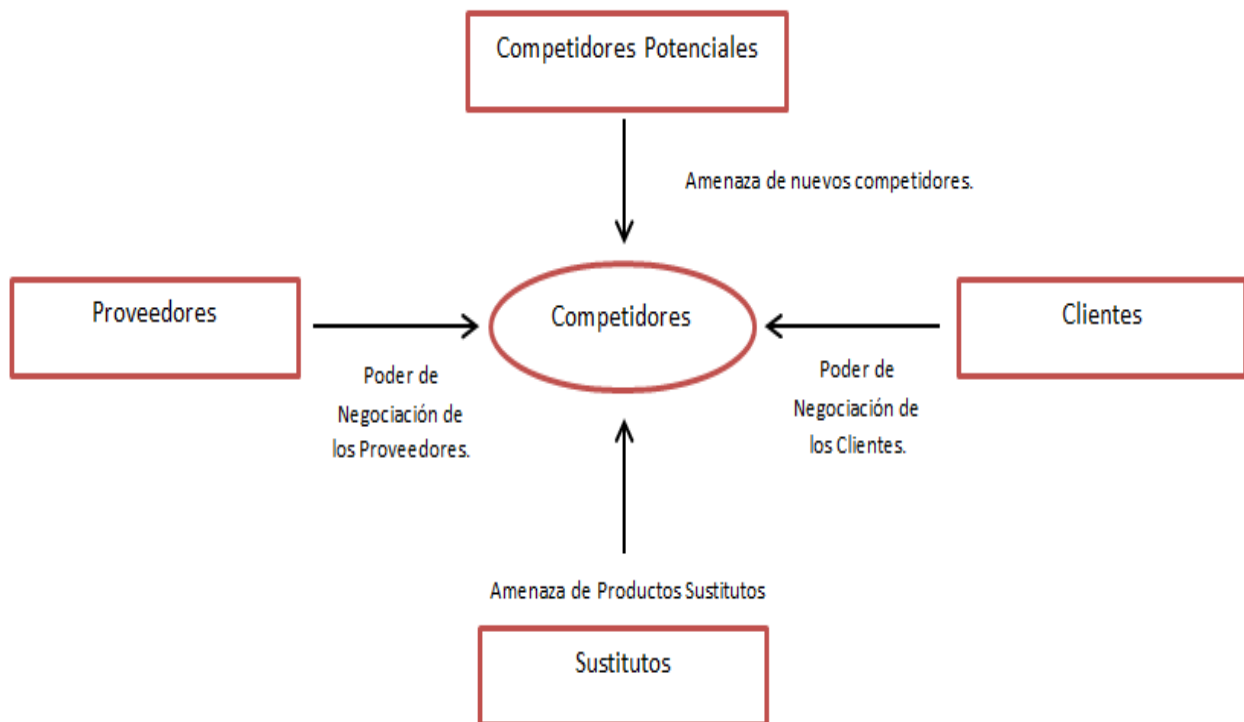 Competidores Potenciales
Amenaza de nuevos competidores.
Proveedores
Competidores
Clientes
Poder de
Negociación de
los Proveedores.
Poder de
Negociación de
los Clientes.
Amenaza de Productos Sustitutos
Sustitutos